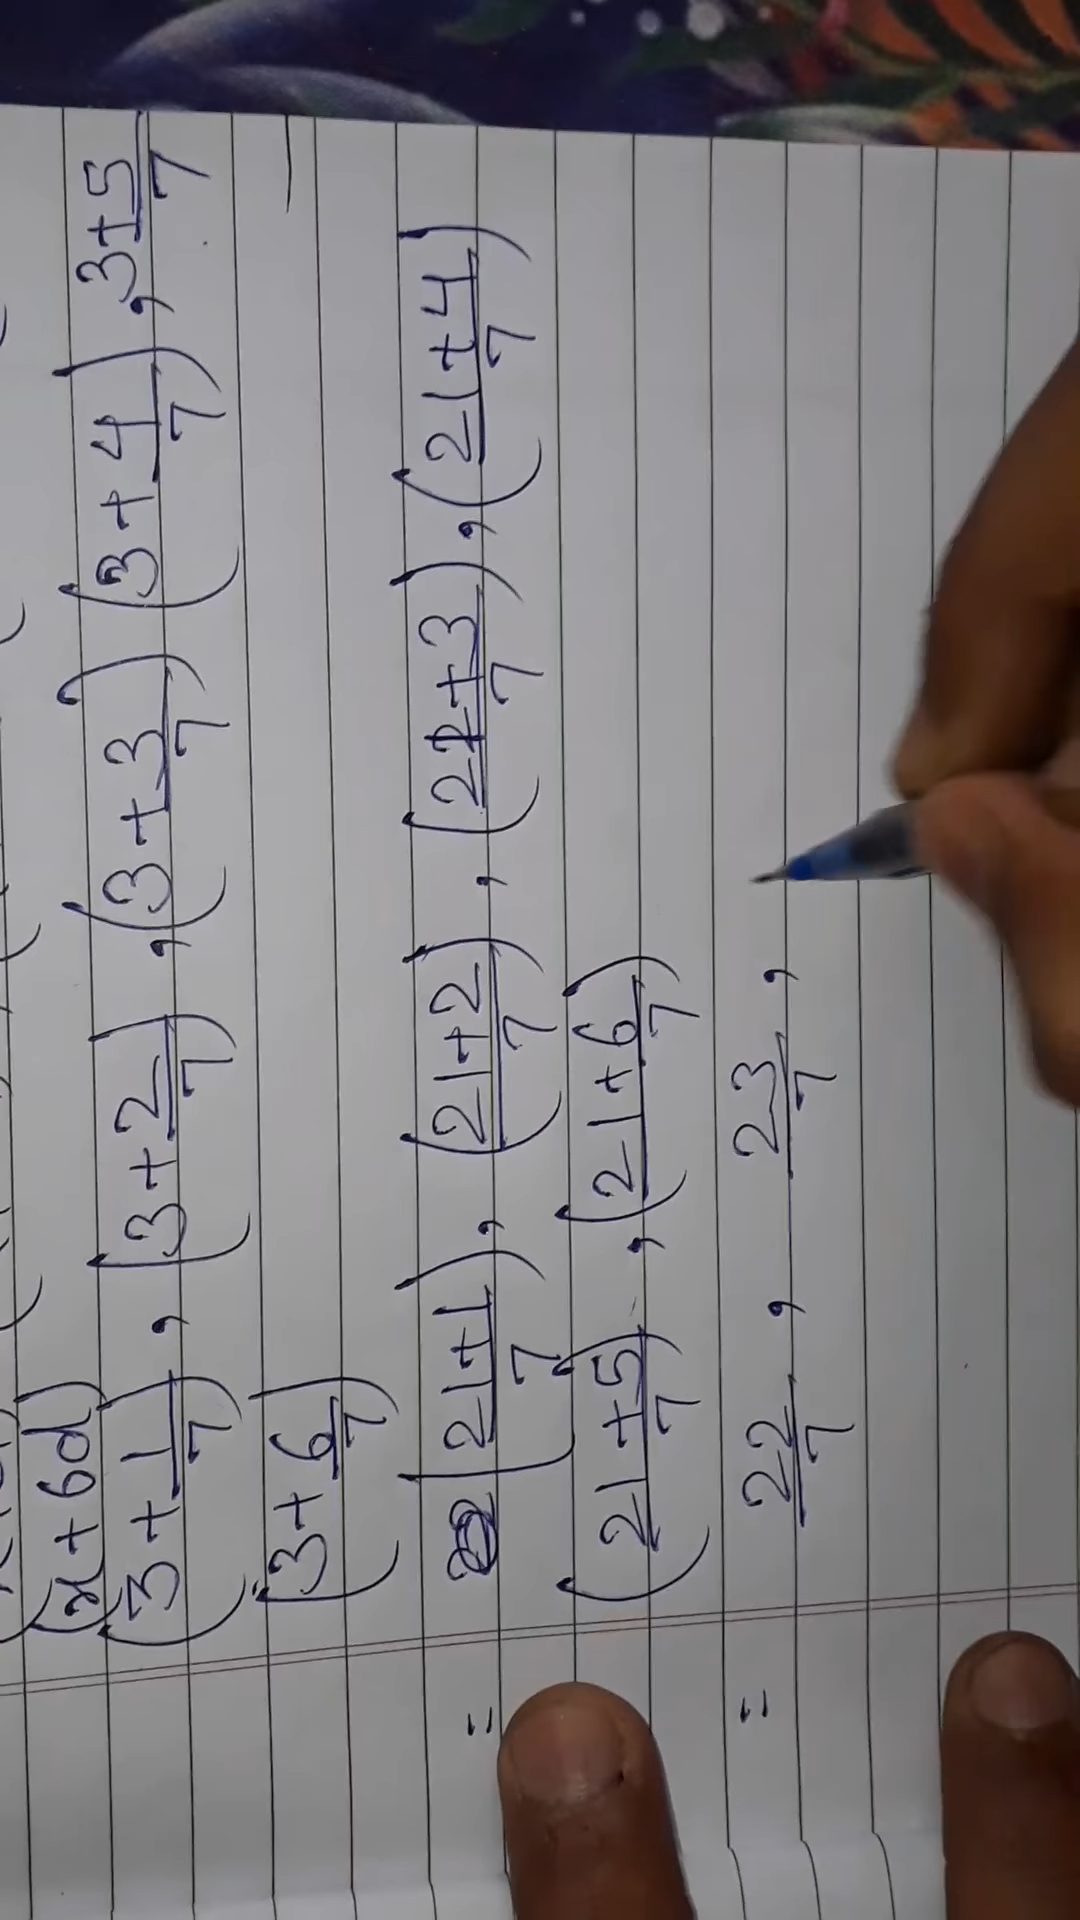 (x + 6d)
(3 + 1/7), (3 + 2/7), (3 + 3/7) (3 + 4/7), 3 + 5/7
(3 + 6/7)
= (21+1/7), (21+2/7), (21+3/7), (21+4/7)
(21+5/7), (21+6/7)
= 22/7, 23/7,